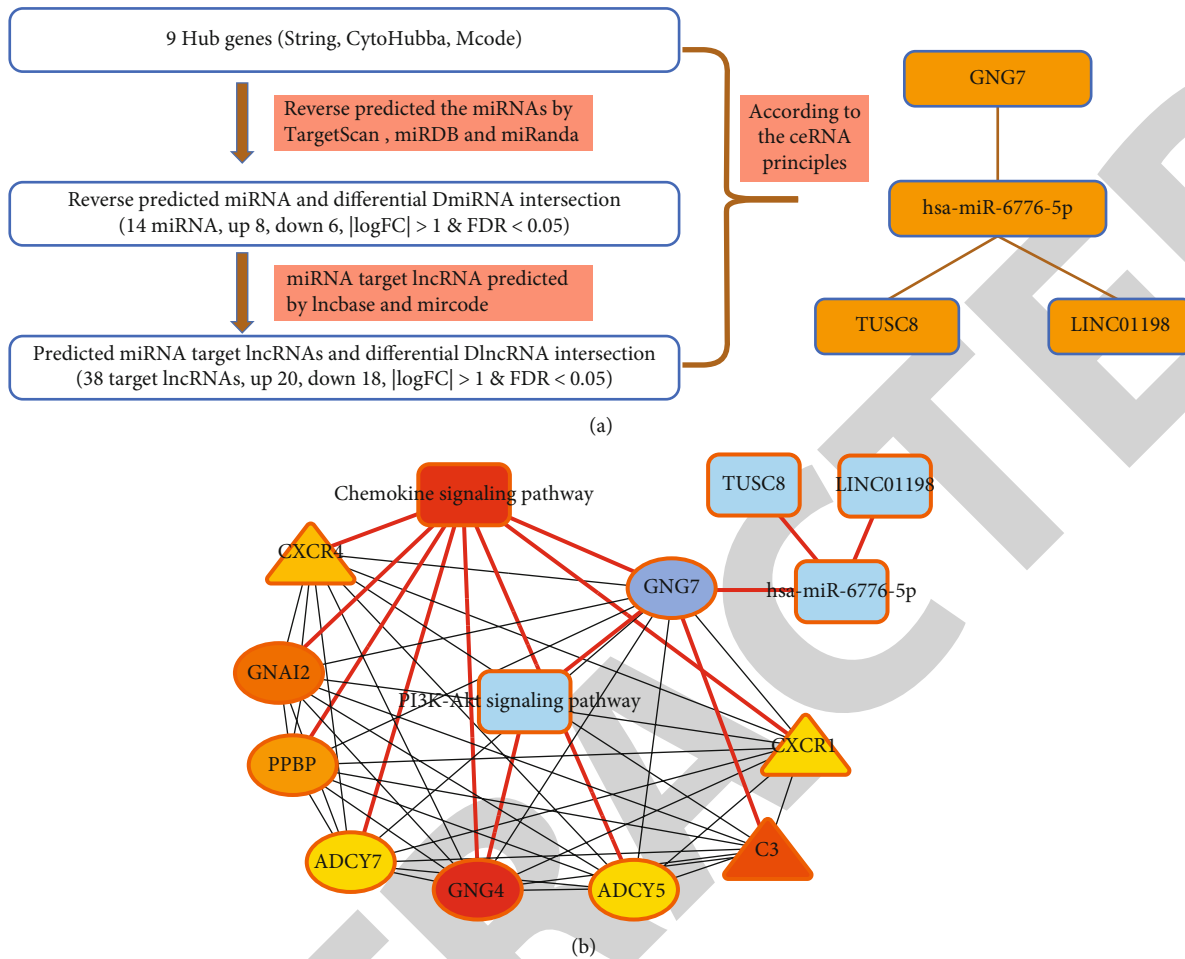 9 Hub genes (String, CytoHubba, Mcode)
Reverse predicted the miRNAs by
TargetScan , miRDB and miRanda
Reverse predicted miRNA and differential DmiRNA intersection
(14 miRNA, up 8, down 6, |logFC| > 1 & FDR < 0.05)
miRNA target lncRNA predicted
by lncbase and mircode
Predicted miRNA target lncRNAs and differential DlncRNA intersection
(38 target lncRNAs, up 20, down 18, |logFC| > 1 & FDR < 0.05)
According to
the ceRNA
principles
GNG7
hsa-miR-6776-5p
TUSC8
LINC01198
(a)
Chemokine signaling pathway
TUSC8
LINC01198
CXCR4
GNG7
hsa-miR-6776-5p
GNAI2
PI3K-Akt signaling pathway
CXCR1
PPBP
ADCY7
GNG4
ADCY5
C3
(b)